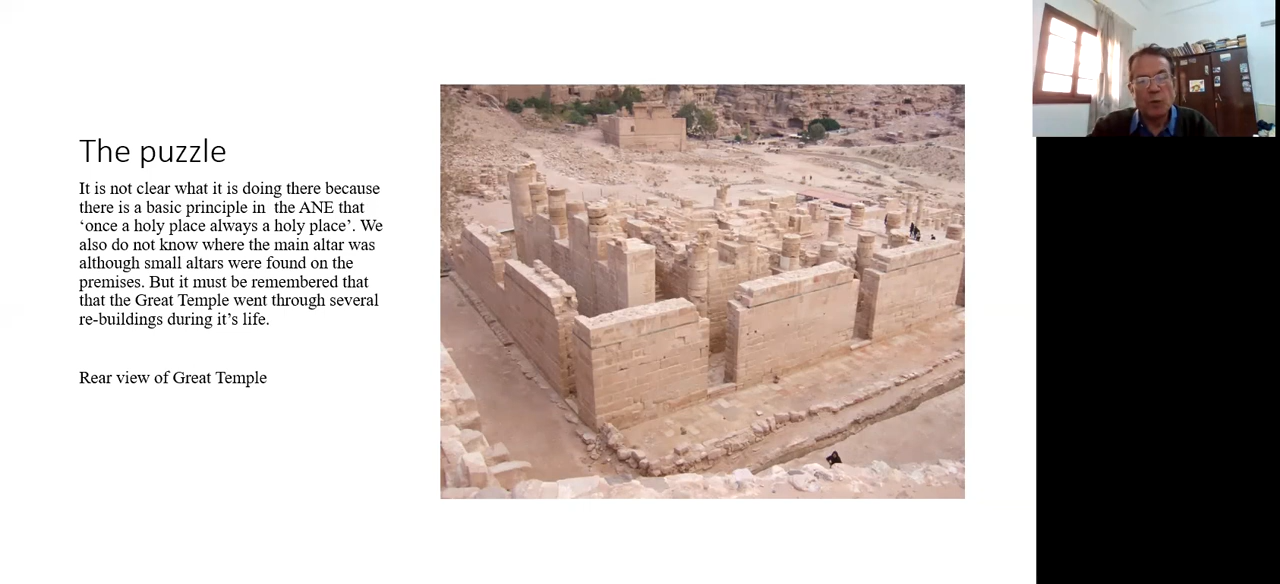 The puzzle
It is not clear what it is doing there because
there is a basic principle in  the ANE that
‘once a holy place always a holy place’. We
also do not know where the main altar was
although small altars were found on the
premises. But it must be remembered that
that the Great Temple went through several
re-buildings during it’s life.
Rear view of Great Temple